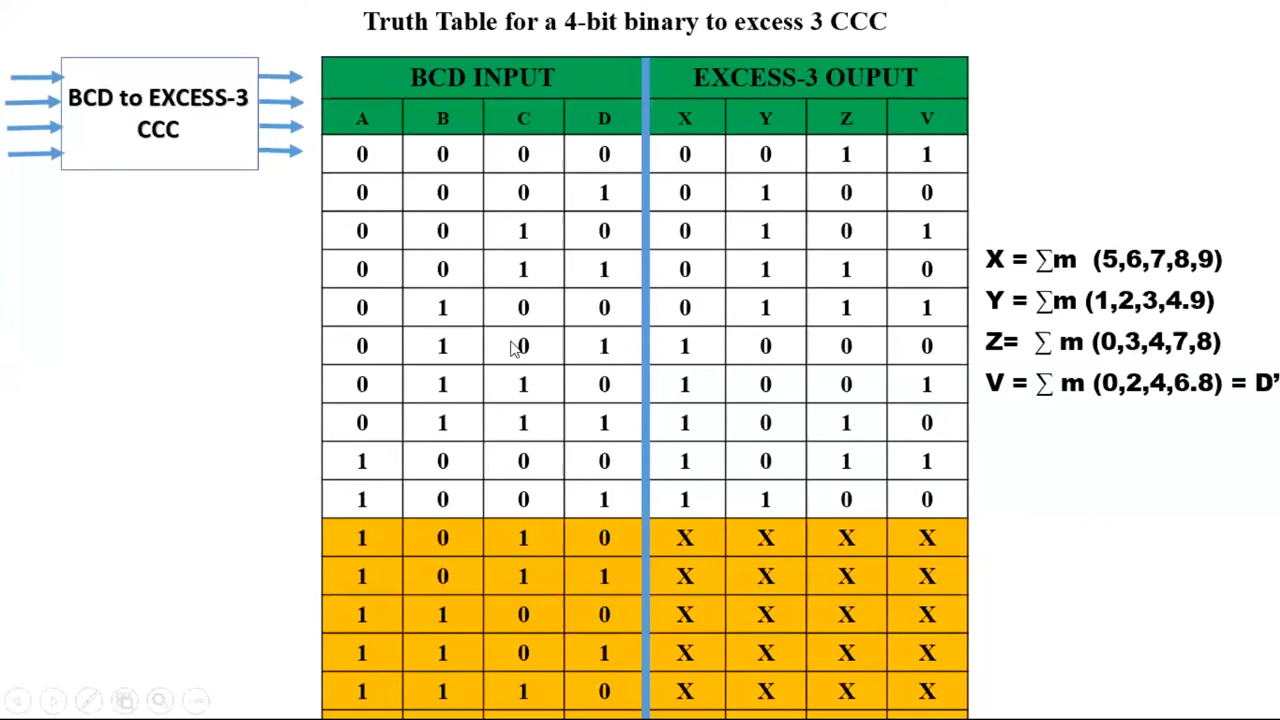 Truth Table for a 4-bit binary to excess 3 CCC
BCD to EXCESS-3
CCC
BCD INPUT EXCESS-3 OUPUT
A B C D X Y Z V
0 0 0 0 0 0 1 1
0 0 0 1 0 1 0 0
0 0 1 0 0 1 0 1
0 0 1 1 0 1 1 0
0 1 0 0 0 1 1 1
0 1 0 1 1 0 0 0
0 1 1 0 1 0 0 1
0 1 1 1 1 0 1 0
1 0 0 0 1 0 1 1
1 0 0 1 1 1 0 0
1 0 1 0 X X X X
1 0 1 1 X X X X
1 1 0 0 X X X X
1 1 0 1 X X X X
1 1 1 0 X X X X
X = ∑m (5,6,7,8,9)
Y = ∑m (1,2,3,4.9)
Z= ∑ m (0,3,4,7,8)
V = ∑ m (0,2,4,6.8) = D’